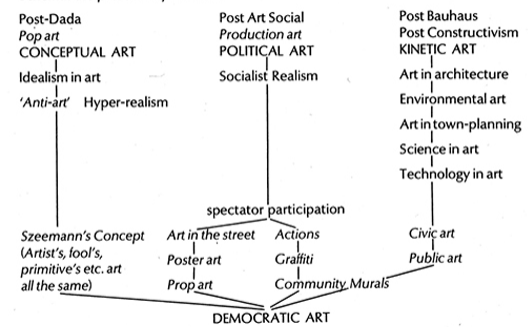 Post-Dada
Pop art
CONCEPTUAL ART
Idealism in art
'Anti-art' Hyper-realism
Szeemann's Concept
(Artist's, fool's,
primitive's etc. art
all the same)
Post Art Social
Production art
POLITICAL ART
Socialist Realism
spectator participation
Art in the street
Poster art
Prop art
Actions
Graffiti
Community Murals
Post Bauhaus
Post Constructivism
KINETIC ART
Art in architecture
Environmental art
Art in town-planning
Science in art
Technology in art
Civic art
Public art
DEMOCRATIC ART